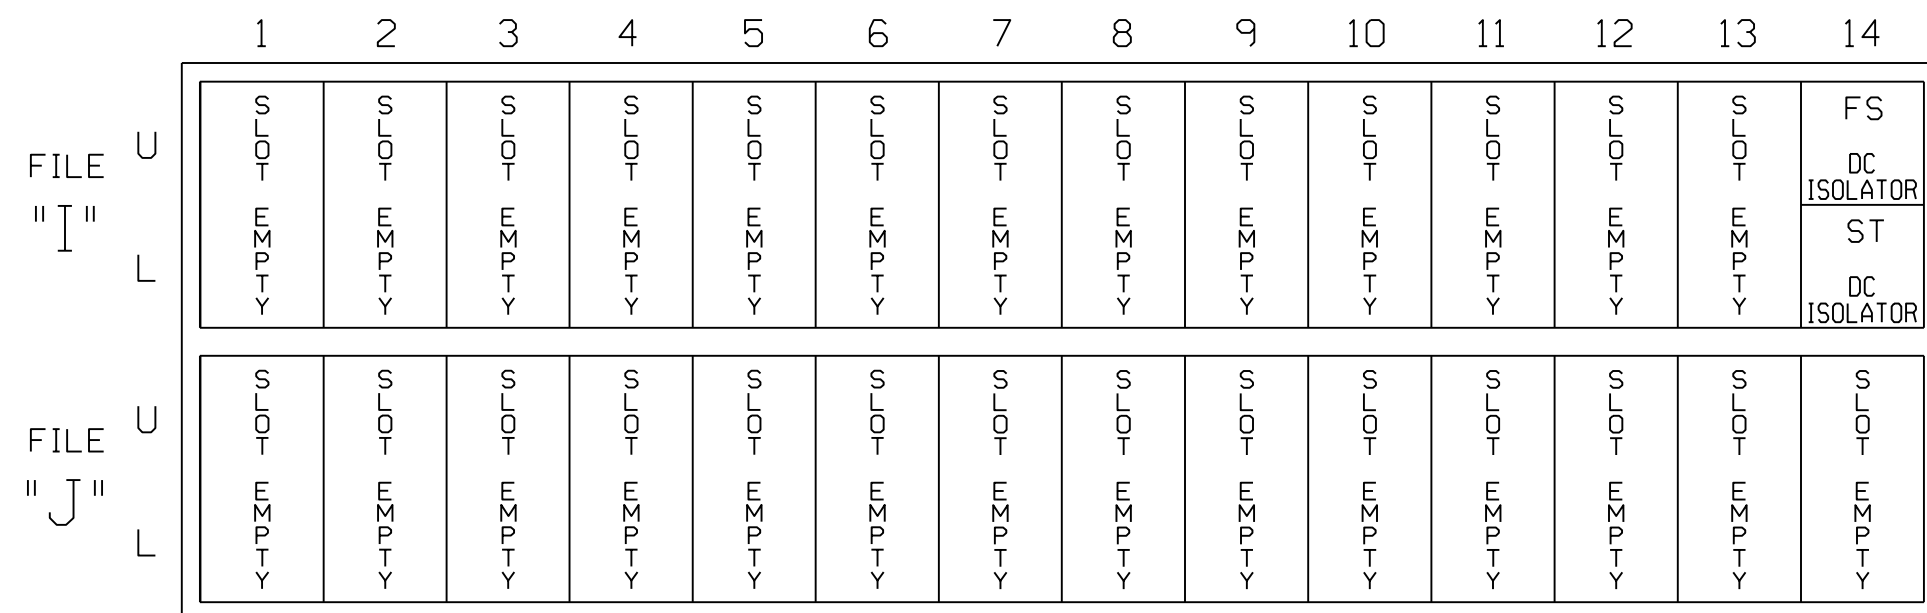 1 2 3 4 5 6 7 8 9 10 11 12 13 14
FILE "I" U L
SLOT EMPTY SLOT EMPTY SLOT EMPTY SLOT EMPTY SLOT EMPTY SLOT EMPTY SLOT EMPTY SLOT EMPTY SLOT EMPTY SLOT EMPTY SLOT EMPTY SLOT EMPTY SLOT EMPTY
FS
DC
ISOLATOR
ST
DC
ISOLATOR
FILE "J" U L
SLOT EMPTY SLOT EMPTY SLOT EMPTY SLOT EMPTY SLOT EMPTY SLOT EMPTY SLOT EMPTY SLOT EMPTY SLOT EMPTY SLOT EMPTY SLOT EMPTY SLOT EMPTY SLOT EMPTY SLOT EMPTY